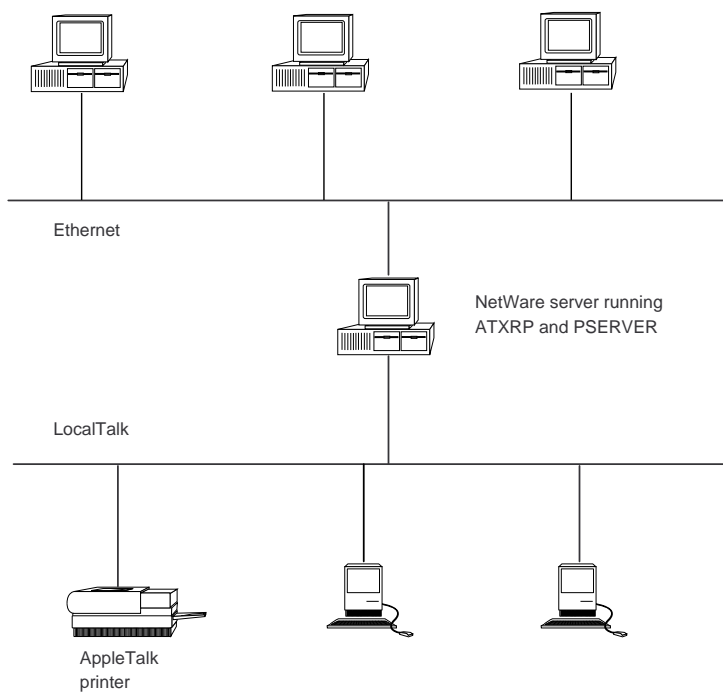 Ethernet
NetWare server running
ATXRP and PSERVER
LocalTalk
AppleTalk
printer